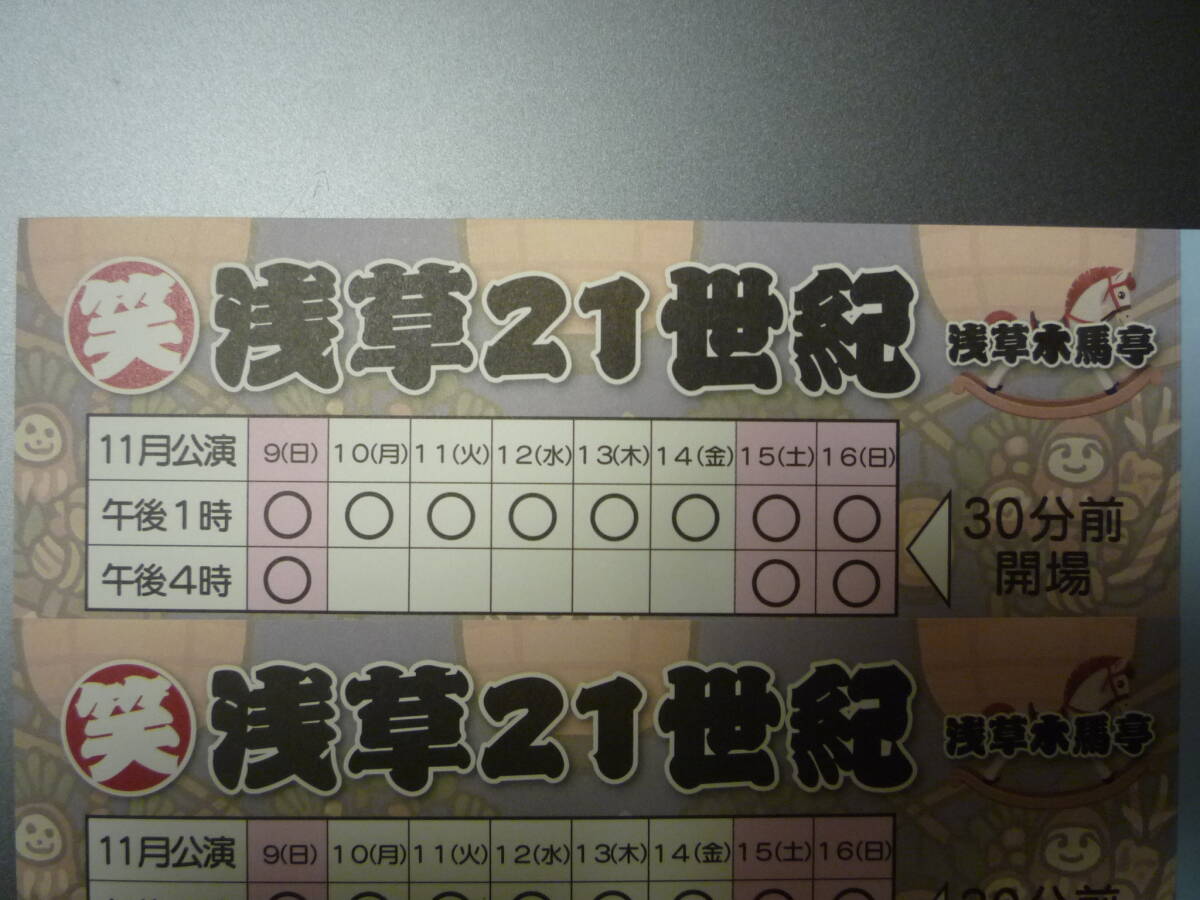 笑 浅草21世紀
浅草木馬亭
11月公演 9(日) 10(月) 11(火) 12(水) 13(木) 14(金) 15(土) 16(日)
午後1時 ○ ○ ○ ○ ○ ○ ○ ○
午後4時 ○ ○ ○
30分前
開場
笑 浅草21世紀
浅草木馬亭
11月公演 9(日) 10(月) 11(火) 12(水) 13(木) 14(金) 15(土) 16(日)
30分前